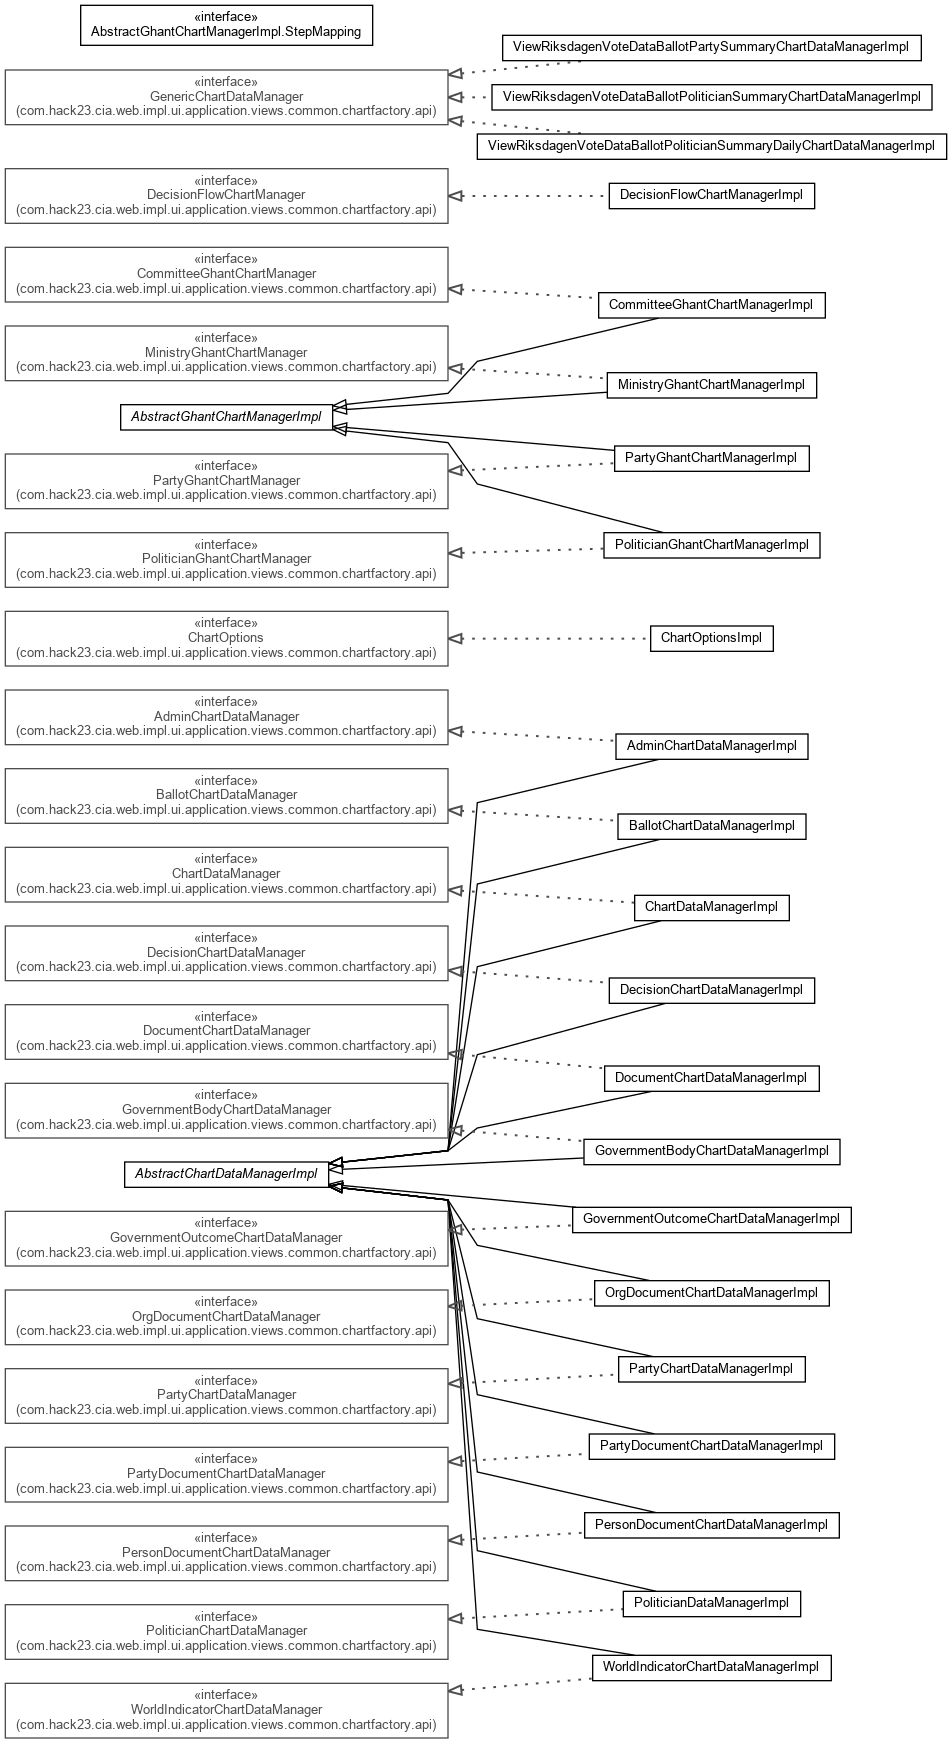 «interface»
AbstractGhantChartManagerImpl.StepMapping
ViewRiksdagenVoteDataBallotPartySummaryChartDataManagerImpl
«interface»
GenericChartDataManager
(com.hack23.cia.web.impl.ui.application.views.common.chartfactory.api)
ViewRiksdagenVoteDataBallotPoliticianSummaryChartDataManagerImpl
ViewRiksdagenVoteDataBallotPoliticianSummaryDailyChartDataManagerImpl
«interface»
DecisionFlowChartManager
(com.hack23.cia.web.impl.ui.application.views.common.chartfactory.api)
DecisionFlowChartManagerImpl
«interface»
CommitteeGhantChartManager
(com.hack23.cia.web.impl.ui.application.views.common.chartfactory.api)
CommitteeGhantChartManagerImpl
«interface»
MinistryGhantChartManager
(com.hack23.cia.web.impl.ui.application.views.common.chartfactory.api)
MinistryGhantChartManagerImpl
AbstractGhantChartManagerImpl
«interface»
PartyGhantChartManager
(com.hack23.cia.web.impl.ui.application.views.common.chartfactory.api)
PartyGhantChartManagerImpl
«interface»
PoliticianGhantChartManager
(com.hack23.cia.web.impl.ui.application.views.common.chartfactory.api)
PoliticianGhantChartManagerImpl
«interface»
ChartOptions
(com.hack23.cia.web.impl.ui.application.views.common.chartfactory.api)
ChartOptionsImpl
«interface»
AdminChartDataManager
(com.hack23.cia.web.impl.ui.application.views.common.chartfactory.api)
AdminChartDataManagerImpl
«interface»
BallotChartDataManager
(com.hack23.cia.web.impl.ui.application.views.common.chartfactory.api)
BallotChartDataManagerImpl
«interface»
ChartDataManager
(com.hack23.cia.web.impl.ui.application.views.common.chartfactory.api)
ChartDataManagerImpl
«interface»
DecisionChartDataManager
(com.hack23.cia.web.impl.ui.application.views.common.chartfactory.api)
DecisionChartDataManagerImpl
«interface»
DocumentChartDataManager
(com.hack23.cia.web.impl.ui.application.views.common.chartfactory.api)
DocumentChartDataManagerImpl
«interface»
GovernmentBodyChartDataManager
(com.hack23.cia.web.impl.ui.application.views.common.chartfactory.api)
GovernmentBodyChartDataManagerImpl
AbstractChartDataManagerImpl
«interface»
GovernmentOutcomeChartDataManager
(com.hack23.cia.web.impl.ui.application.views.common.chartfactory.api)
GovernmentOutcomeChartDataManagerImpl
«interface»
OrgDocumentChartDataManager
(com.hack23.cia.web.impl.ui.application.views.common.chartfactory.api)
OrgDocumentChartDataManagerImpl
«interface»
PartyChartDataManager
(com.hack23.cia.web.impl.ui.application.views.common.chartfactory.api)
PartyChartDataManagerImpl
«interface»
PartyDocumentChartDataManager
(com.hack23.cia.web.impl.ui.application.views.common.chartfactory.api)
PartyDocumentChartDataManagerImpl
«interface»
PersonDocumentChartDataManager
(com.hack23.cia.web.impl.ui.application.views.common.chartfactory.api)
PersonDocumentChartDataManagerImpl
«interface»
PoliticianChartDataManager
(com.hack23.cia.web.impl.ui.application.views.common.chartfactory.api)
PoliticianDataManagerImpl
«interface»
WorldIndicatorChartDataManager
(com.hack23.cia.web.impl.ui.application.views.common.chartfactory.api)
WorldIndicatorChartDataManagerImpl